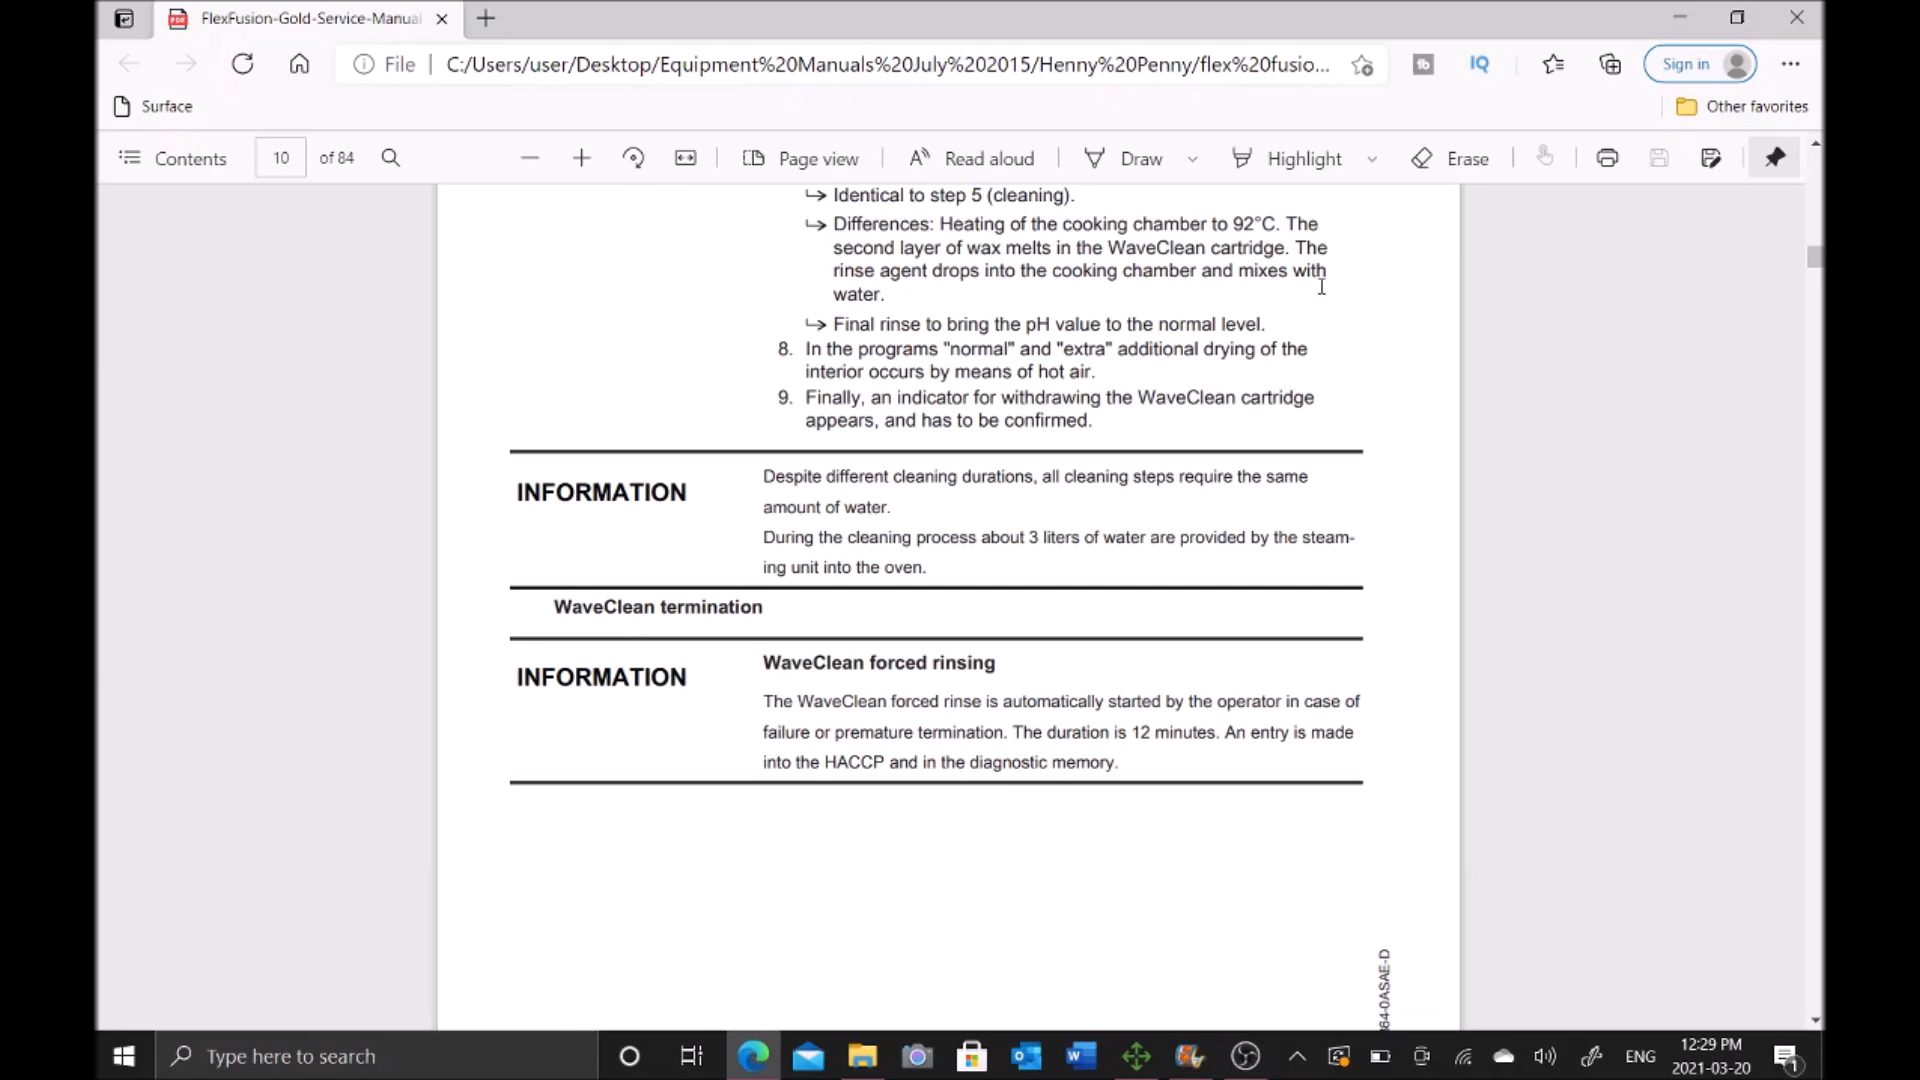 FlexFusion-Gold-Service-Manual
File
C:/Users/user/Desktop/Equipment%20Manuals%20July%202015/Henny%20Penny/flex%20fusio...
Sign in
Surface
Other favorites
Contents
10
of 84
Page view
Read aloud
Draw
Highlight
Erase
Identical to step 5 (cleaning).
Differences: Heating of the cooking chamber to 92°C. The
second layer of wax melts in the WaveClean cartridge. The
rinse agent drops into the cooking chamber and mixes with
water.
Final rinse to bring the pH value to the normal level.
8. In the programs "normal" and "extra" additional drying of the
interior occurs by means of hot air.
9. Finally, an indicator for withdrawing the WaveClean cartridge
appears, and has to be confirmed.
INFORMATION
Despite different cleaning durations, all cleaning steps require the same
amount of water.
During the cleaning process about 3 liters of water are provided by the steam-
ing unit into the oven.
WaveClean termination
INFORMATION
WaveClean forced rinsing
The WaveClean forced rinse is automatically started by the operator in case of
failure or premature termination. The duration is 12 minutes. An entry is made
into the HACCP and in the diagnostic memory.
64-0ASAE-D
Type here to search
ENG
12:29 PM
2021-03-20
1